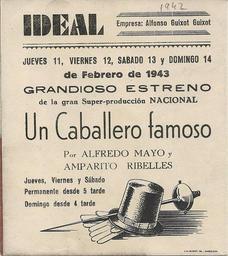 1942
IDEAL
Empresa: Alfonso Guixot Guixot
JUEVES 11, VIERNES 12, SABADO 13 y DOMINGO 14
de Febrero de 1943
GRANDIOSO ESTRENO
de la gran Super-producción NACIONAL
Un Caballero famoso
Por ALFREDO MAYO y
AMPARITO RIBELLES
Jueves, Viernes y Sábado
Permanente desde 5 tarde
Domingo desde 4 tarde